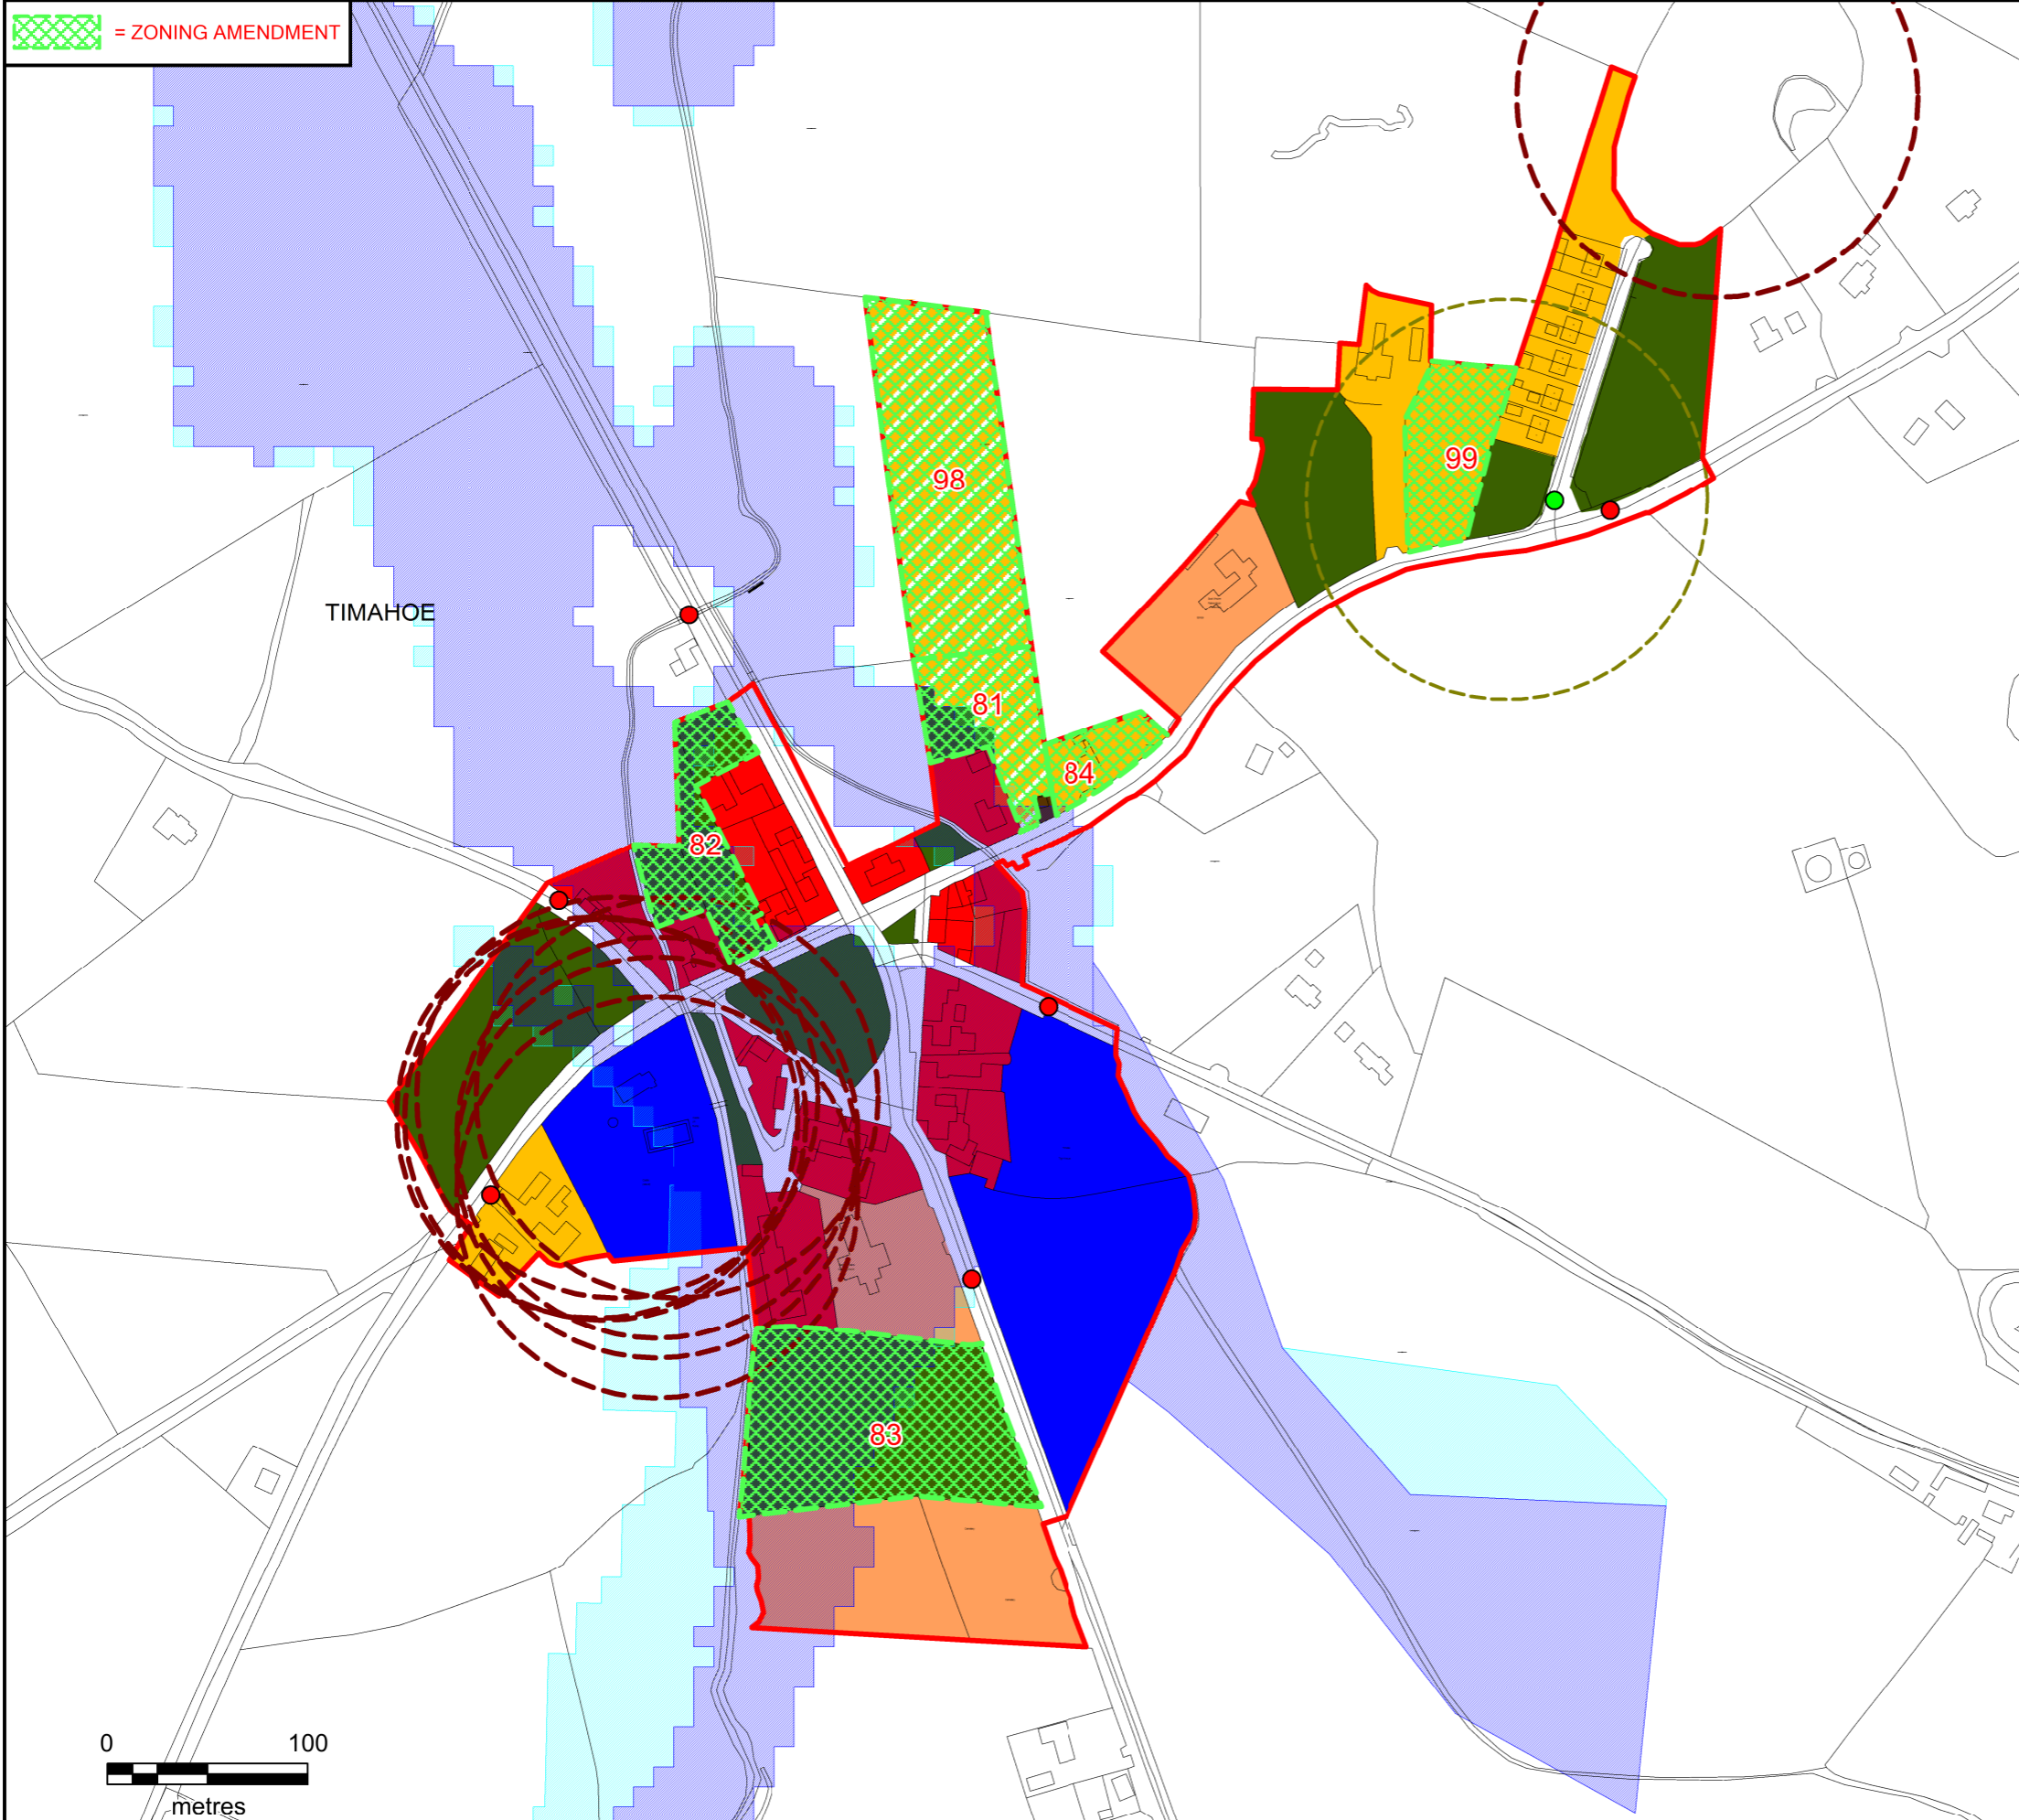 = ZONING AMENDMENT
98
99
TIMAHOE
81
84
82
83
0 100
metres